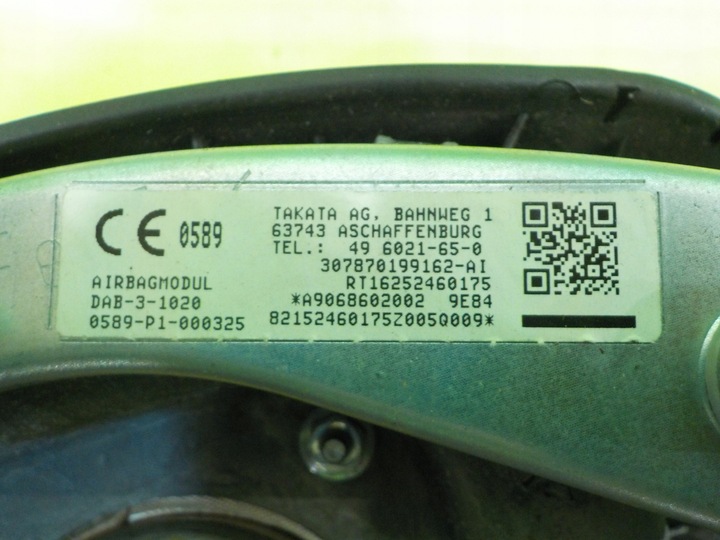 CE 0589
AIRBAGMODUL
DAB-3-1020
0589-P1-000325
TAKATA AG, BAHNWEG 1
63743 ASCHAFFENBURG
TEL.: 49 6021-65-0
307870199162-AI
RT16252460175
*A9068602002 9E84
82152460175Z005Q009*